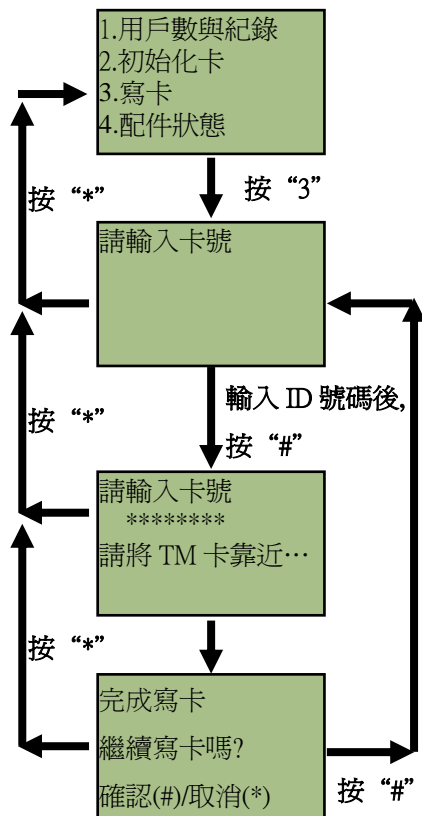 1.用戶數與紀錄
2.初始化卡
3.寫卡
4.配件狀態
按“*”
按“3”
請輸入卡號
按“*”
輸入 ID 號碼後,
按“#”
請輸入卡號
********
請將 TM 卡靠近…
按“*”
完成寫卡
繼續寫卡嗎?
確認(#)/取消(*)
按“#”